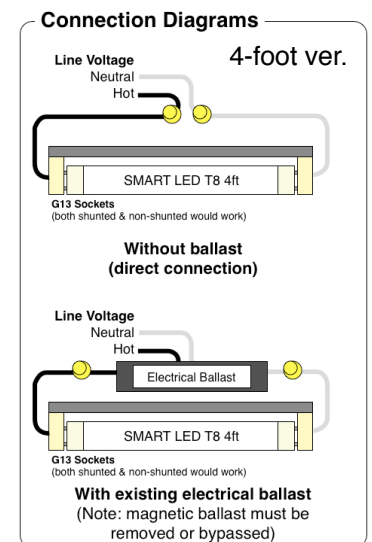 Connection Diagrams
4-foot ver.
Line Voltage
Neutral
Hot
SMART LED T8 4ft
G13 Sockets
(both shunted & non-shunted would work)
Without ballast
(direct connection)
Line Voltage
Neutral
Hot
Electrical Ballast
SMART LED T8 4ft
G13 Sockets
(both shunted & non-shunted would work)
With existing electrical ballast
(Note: magnetic ballast must be
removed or bypassed)